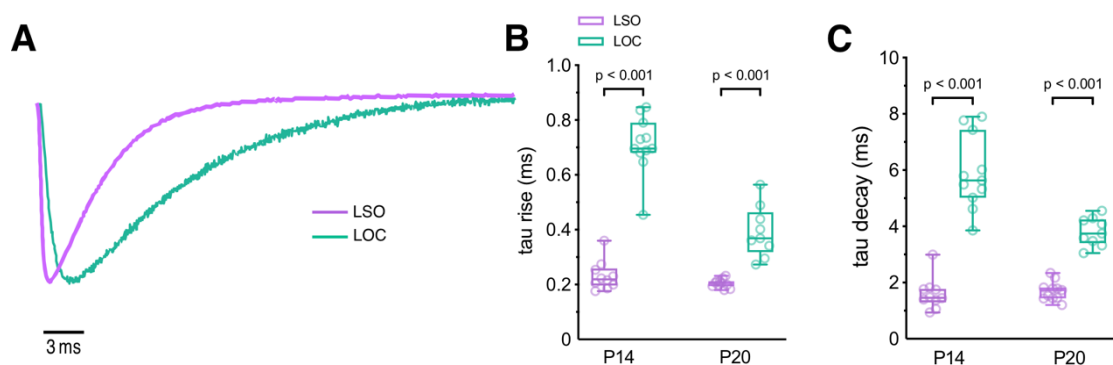 A
LSO
LOC
3 ms
B
LSO
LOC
tau rise (ms)
1.0
0.8
0.6
0.4
0.2
0
p < 0.001
p < 0.001
P14
P20
C
tau decay (ms)
10
8
6
4
2
0
p < 0.001
p < 0.001
P14
P20